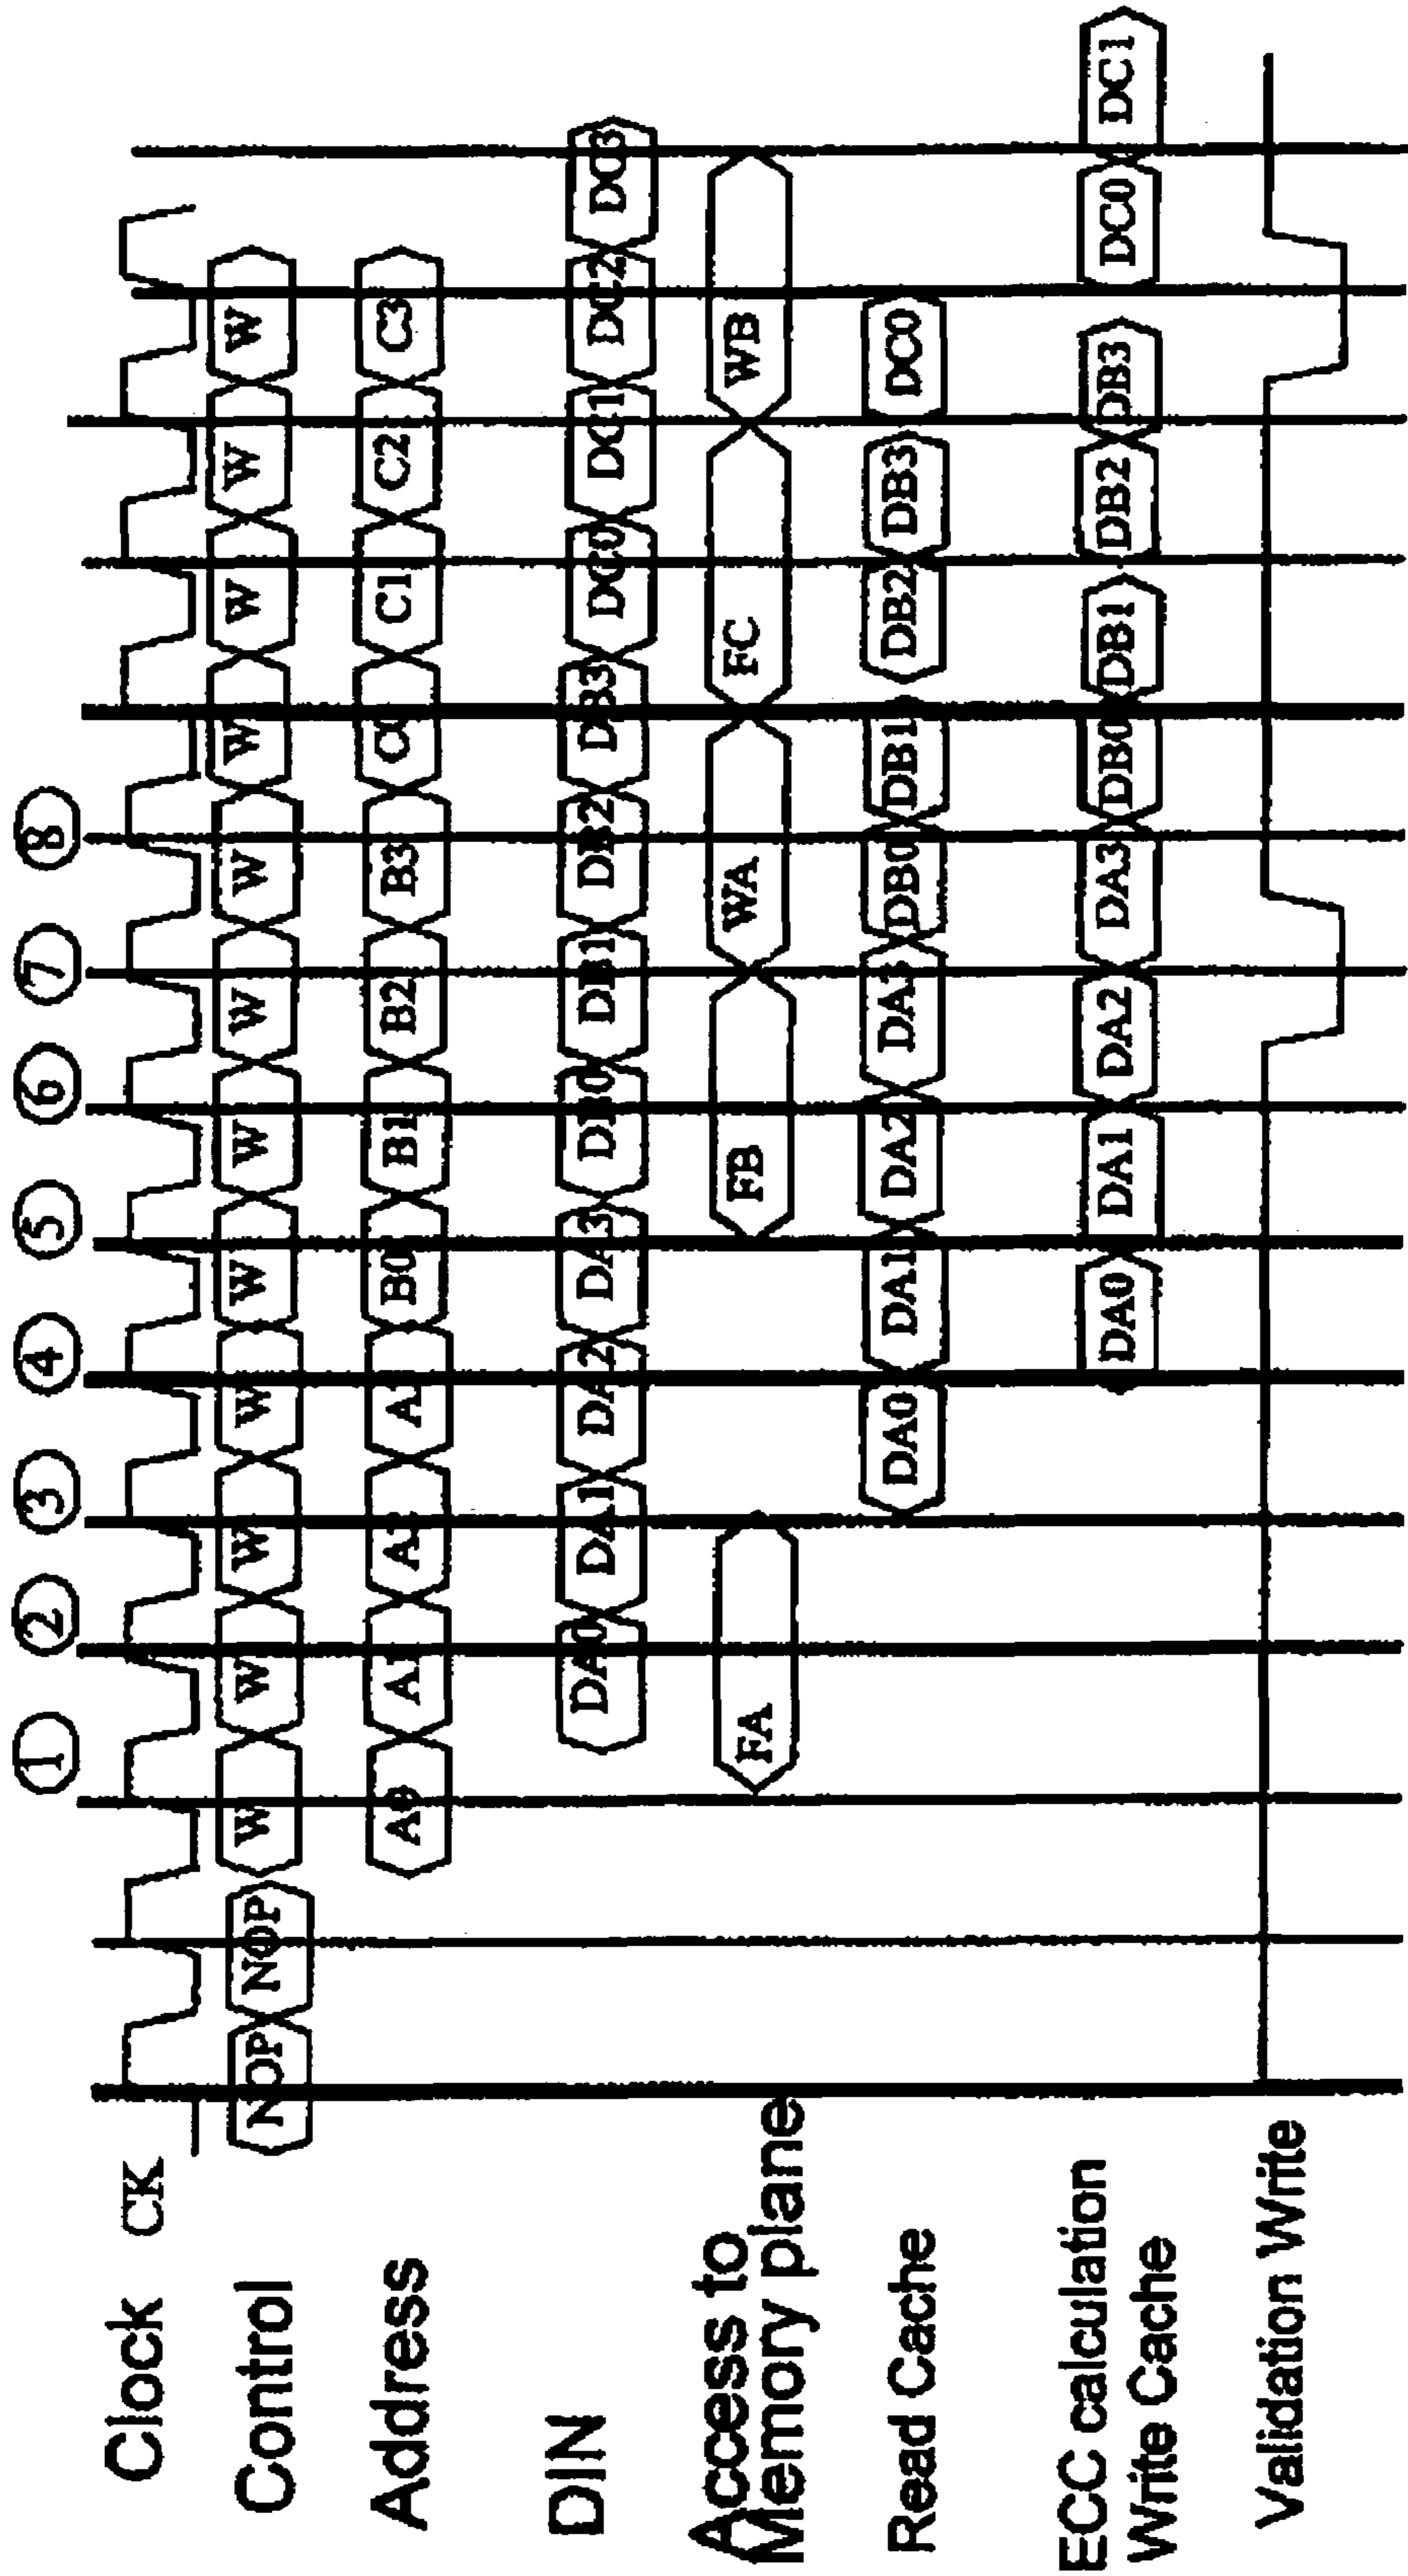 ① ② ③ ④ ⑤ ⑥ ⑦ ⑧
Clock CK
Control NOP NOP W W W W W W W W W W W W
Address A0 A1 A2 A B0 B1 B2 B3 C0 C1 C2 C3
DIN DA0 DA1 DA2 DA3 DB0 DB1 DB2 DB3 DC0 DC1 DC2 DC3
Access to
Memory plane FA FB WA FC WB
Read Cache DA0 DA1 DA2 DA3 DB0 DB1 DB2 DB3 DC0
ECC calculation
Write Cache DA0 DA1 DA2 DA3 DB0 DB1 DB2 DB3 DC0 DC1
Validation Write